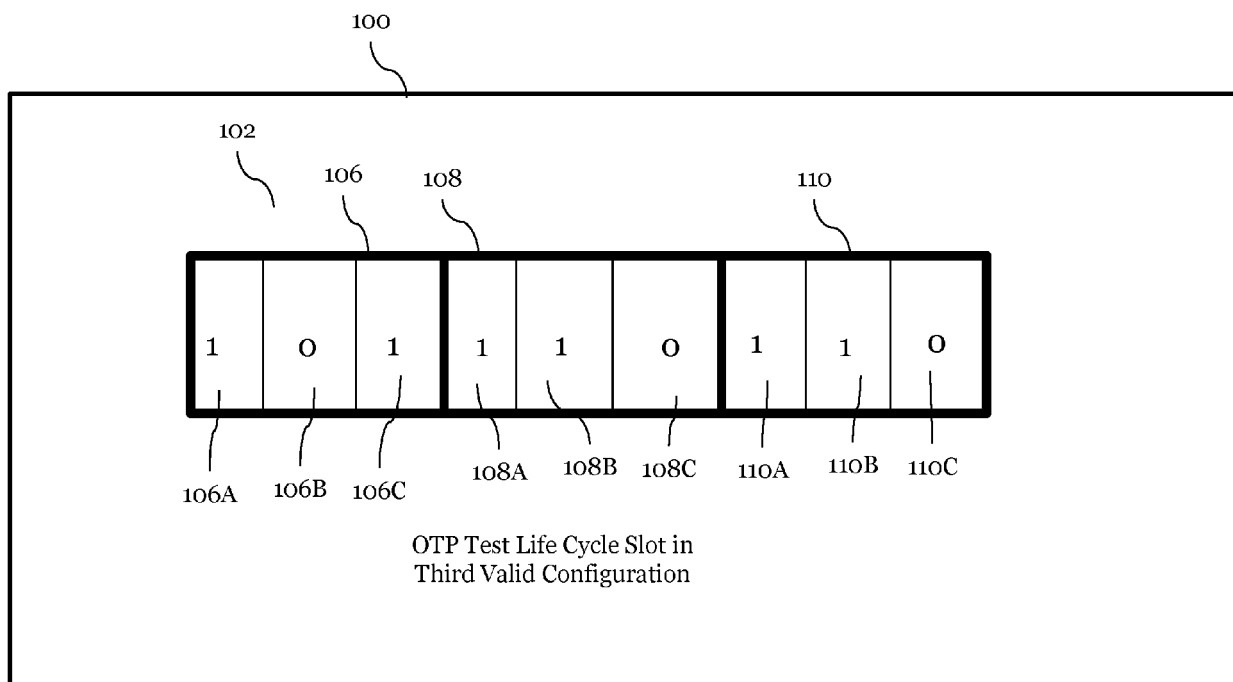 100
102
106 108 110
1 0 1 1 1 0 1 1 0
106A 106B 106C 108A 108B 108C 110A 110B 110C
OTP Test Life Cycle Slot in
Third Valid Configuration